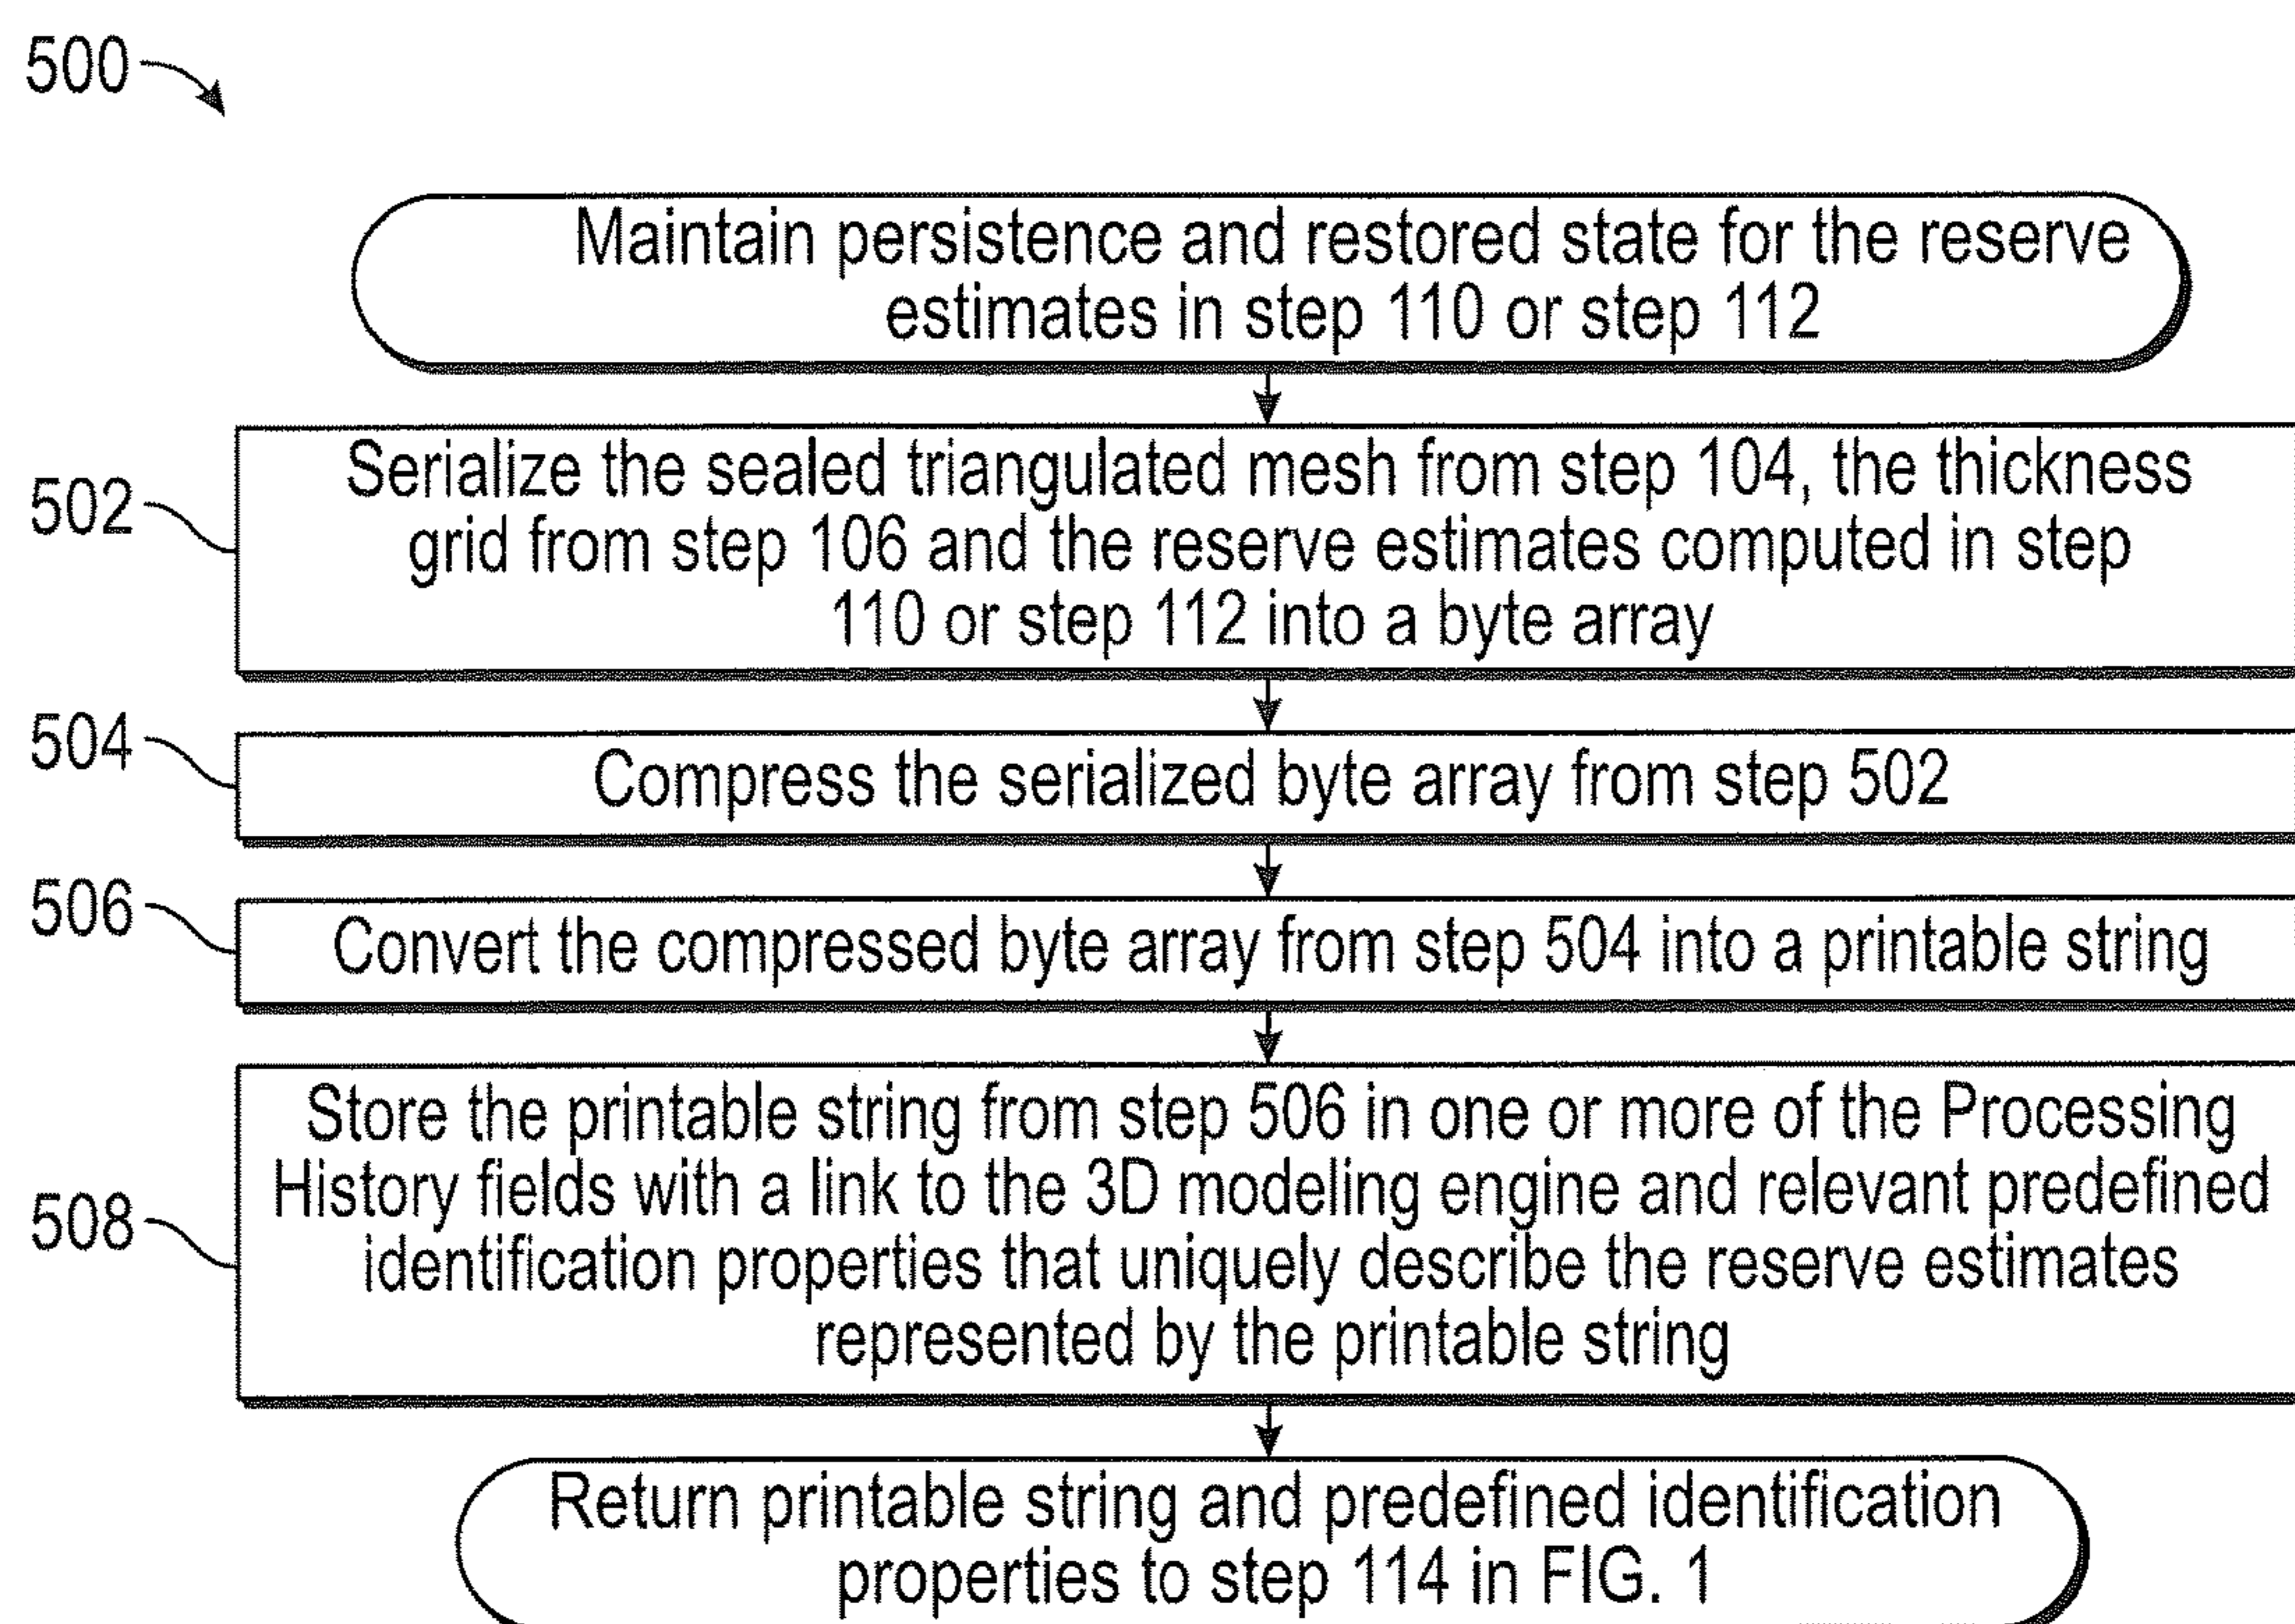 500
Maintain persistence and restored state for the reserve
estimates in step 110 or step 112
502
Serialize the sealed triangulated mesh from step 104, the thickness
grid from step 106 and the reserve estimates computed in step
110 or step 112 into a byte array
504
Compress the serialized byte array from step 502
506
Convert the compressed byte array from step 504 into a printable string
508
Store the printable string from step 506 in one or more of the Processing
History fields with a link to the 3D modeling engine and relevant predefined
identification properties that uniquely describe the reserve estimates
represented by the printable string
Return printable string and predefined identification
properties to step 114 in FIG. 1